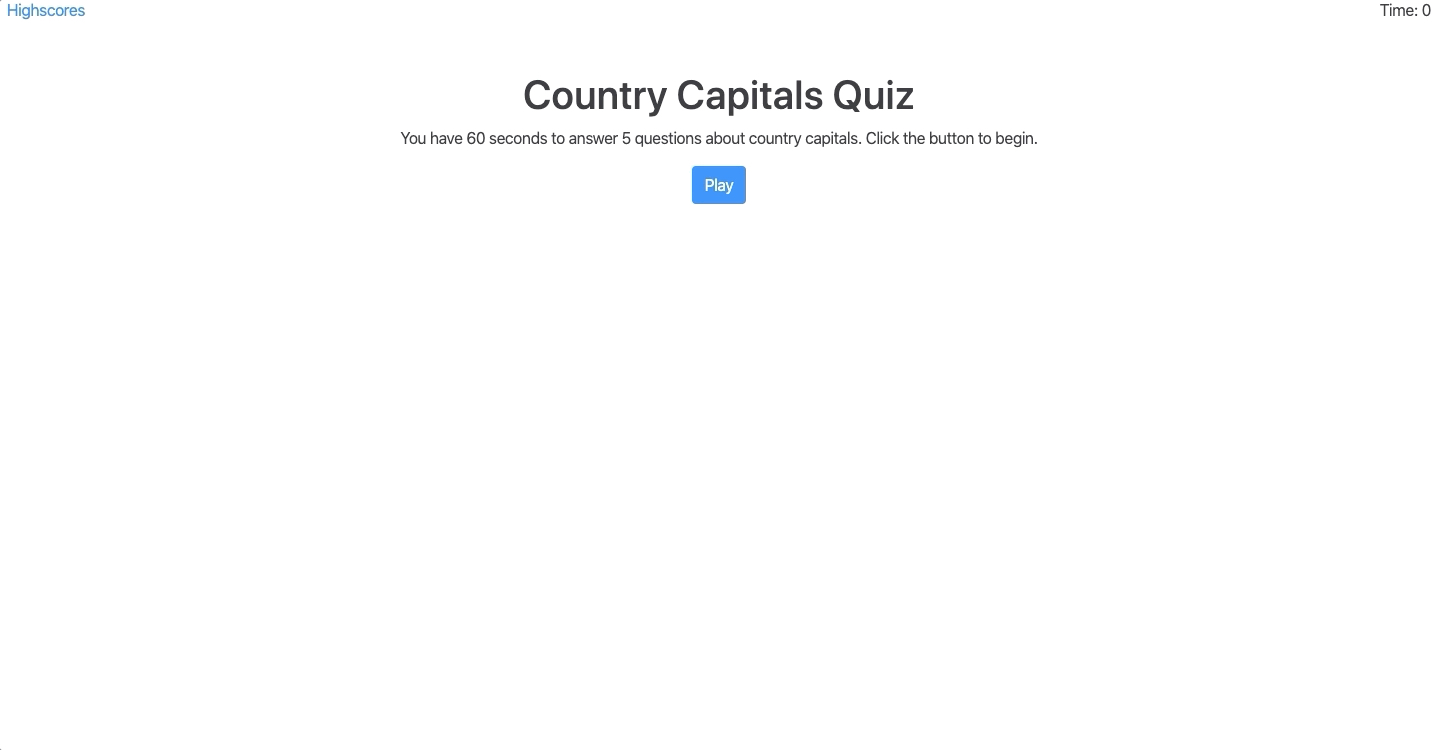 Highscores
Time: 0
Country Capitals Quiz
You have 60 seconds to answer 5 questions about country capitals. Click the button to begin.
Play